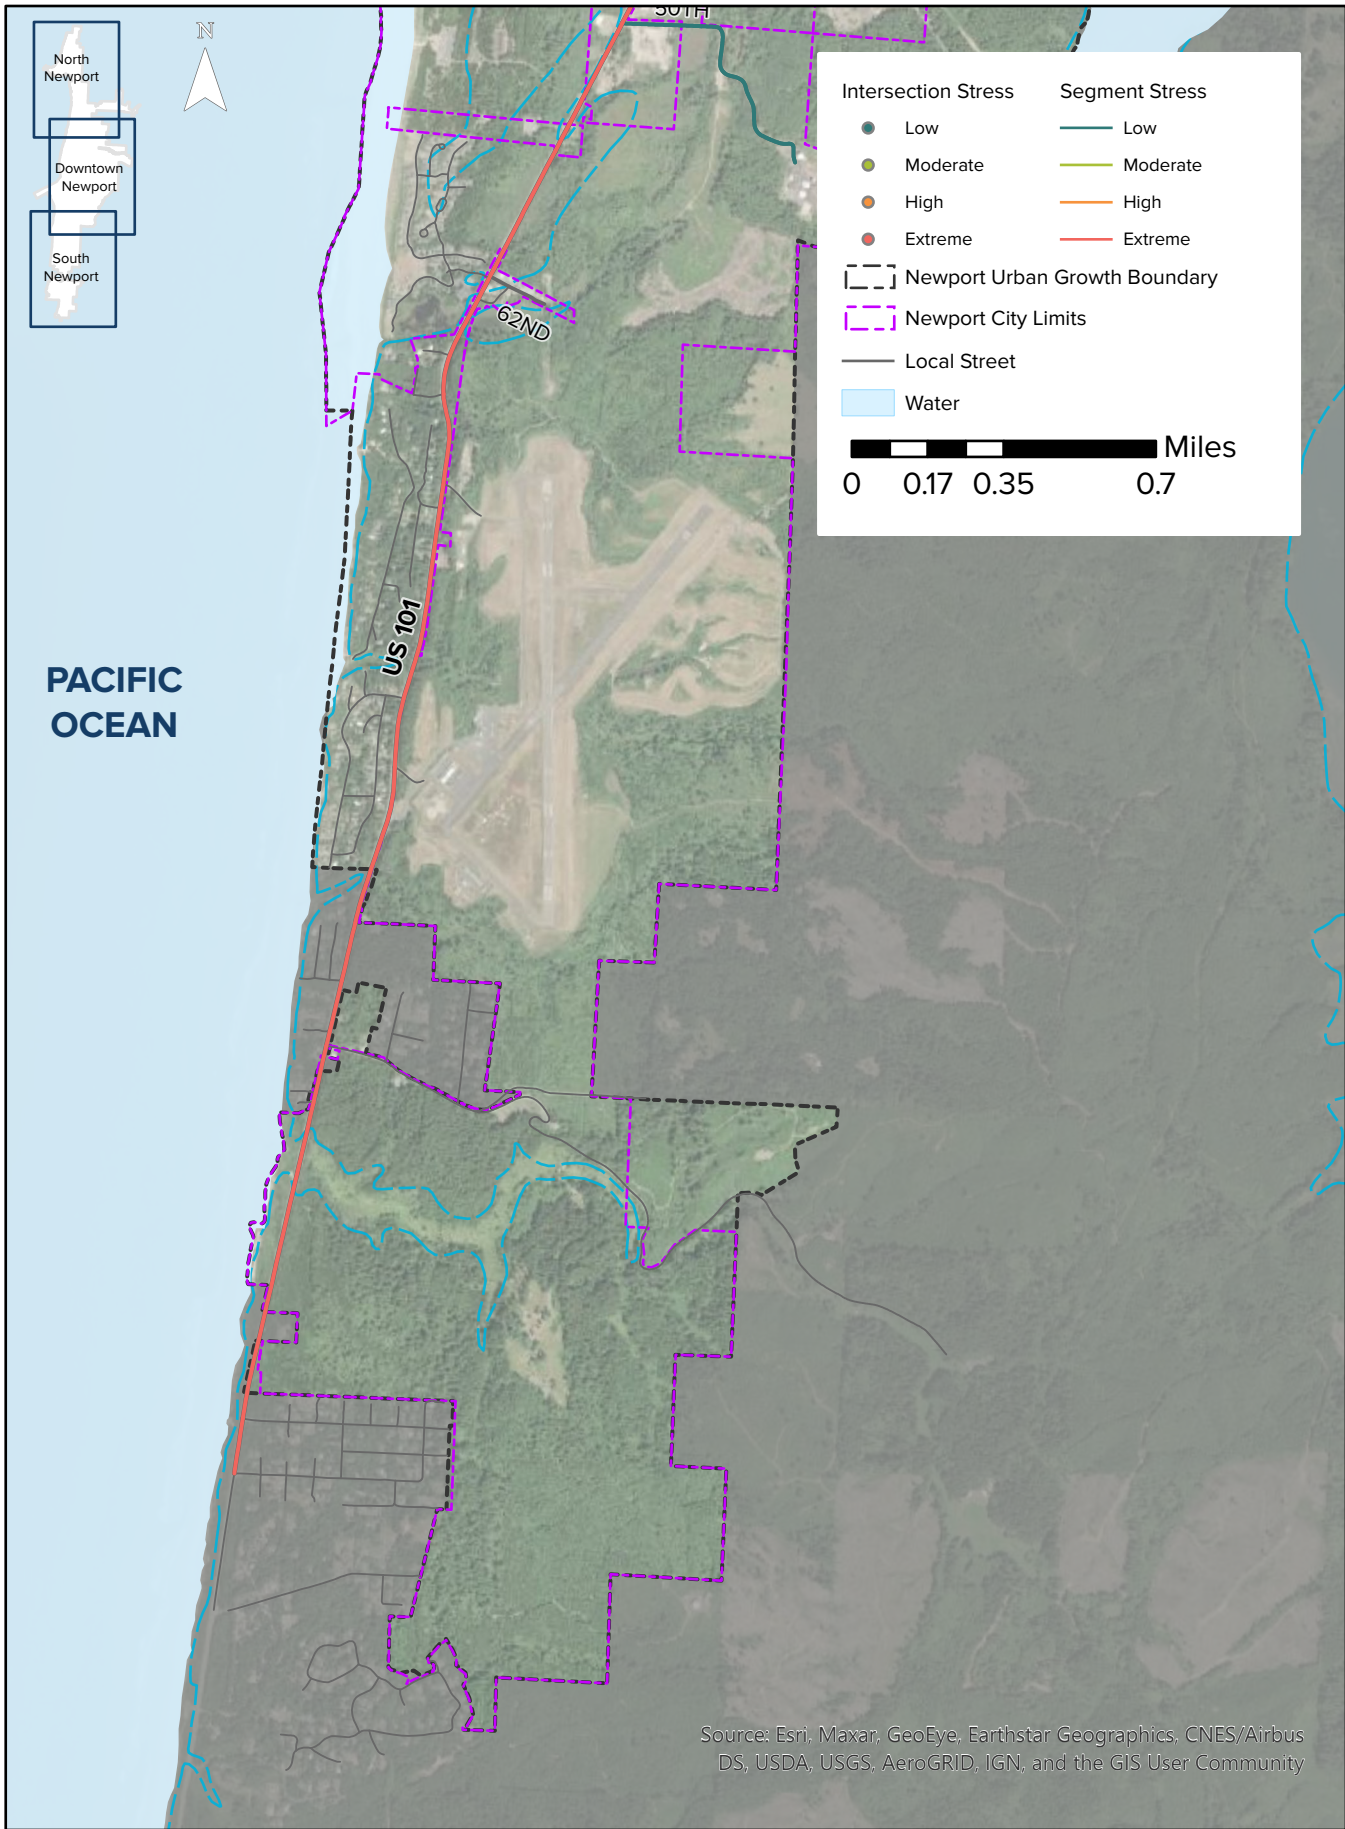 50TH
North
Newport
Downtown
Newport
South
Newport
N
Intersection Stress
Segment Stress
Low
Low
Moderate
Moderate
High
High
Extreme
Extreme
Newport Urban Growth Boundary
Newport City Limits
Local Street
Water
Miles
0 0.17 0.35 0.7
62ND
US 101
PACIFIC
OCEAN
Source: Esri, Maxar, GeoEye, Earthstar Geographics, CNES/Airbus
DS, USDA, USGS, AeroGRID, IGN, and the GIS User Community